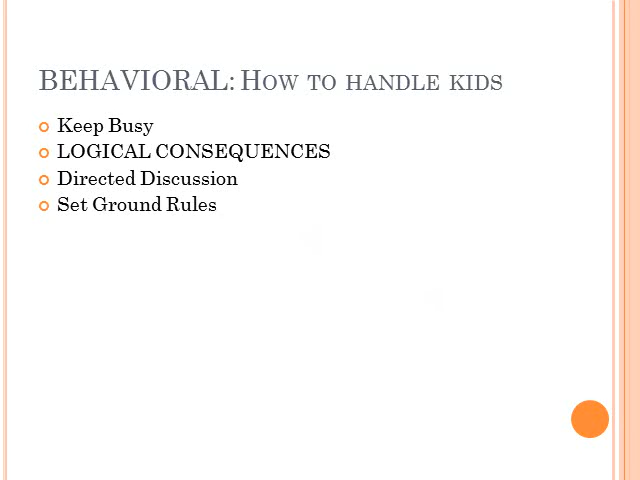 BEHAVIORAL: HOW TO HANDLE KIDS
Keep Busy
LOGICAL CONSEQUENCES
Directed Discussion
Set Ground Rules